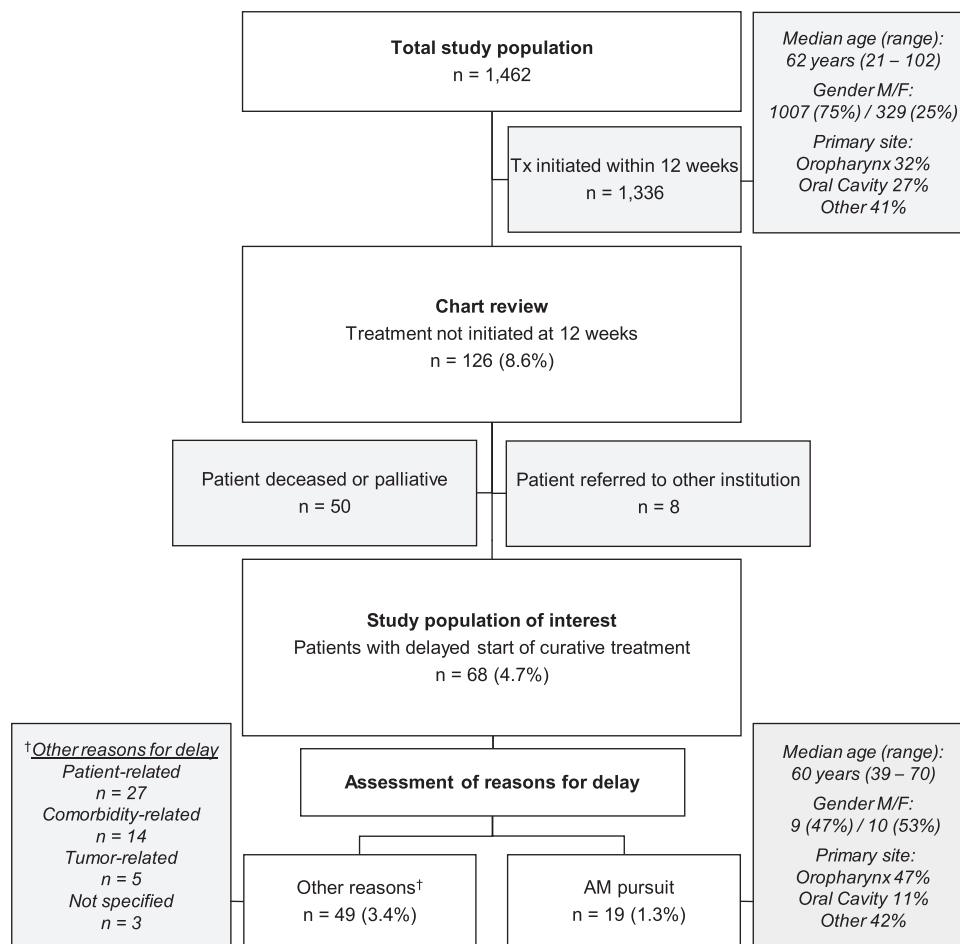 Total study population
n = 1,462
Median age (range):
62 years (21 – 102)
Gender M/F:
1007 (75%) / 329 (25%)
Primary site:
Oropharynx 32%
Oral Cavity 27%
Other 41%
Tx initiated within 12 weeks
n = 1,336
Chart review
Treatment not initiated at 12 weeks
n = 126 (8.6%)
Patient deceased or palliative
n = 50
Patient referred to other institution
n = 8
Study population of interest
Patients with delayed start of curative treatment
n = 68 (4.7%)
†Other reasons for delay
Patient-related
n = 27
Comorbidity-related
n = 14
Tumor-related
n = 5
Not specified
n = 3
Assessment of reasons for delay
Other reasons†
n = 49 (3.4%)
AM pursuit
n = 19 (1.3%)
Median age (range):
60 years (39 – 70)
Gender M/F:
9 (47%) / 10 (53%)
Primary site:
Oropharynx 47%
Oral Cavity 11%
Other 42%